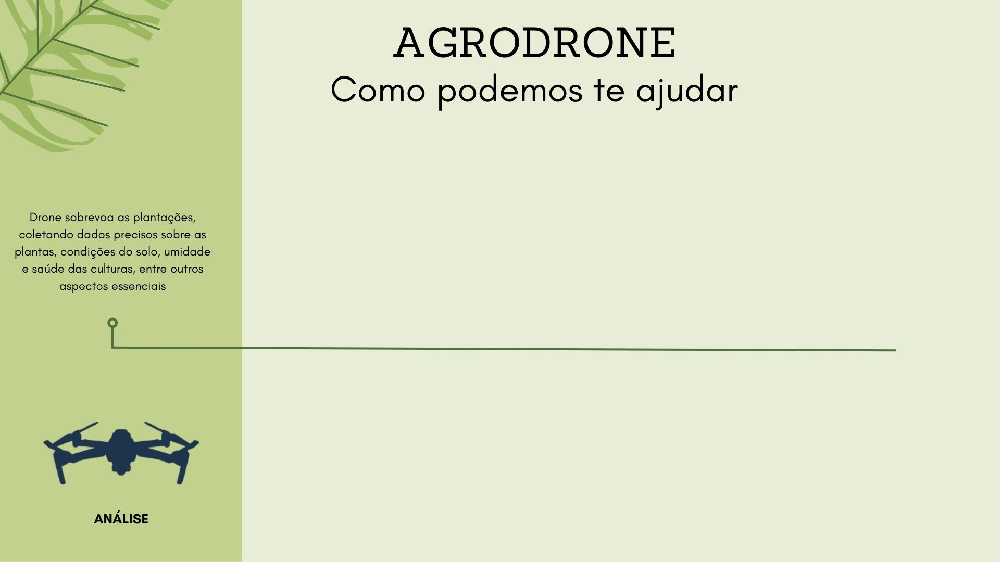 AGRODRONE
Como podemos te ajudar
Drone sobrevoa as plantações,
coletando dados precisos sobre as
plantas, condições do solo, umidade
e saúde das culturas, entre outros
aspectos essenciais
ANÁLISE